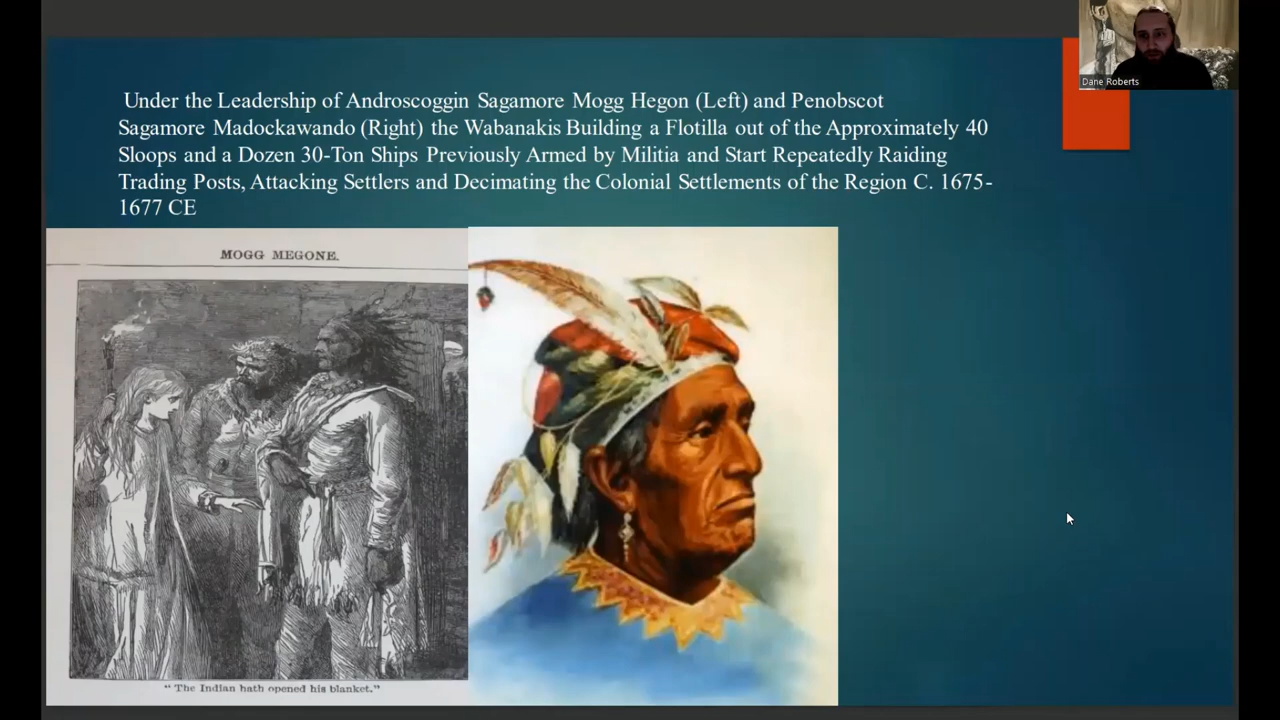 Dane Roberts
Under the Leadership of Androscoggin Sagamore Mogg Hegon (Left) and Penobscot
Sagamore Madockawando (Right) the Wabanakis Building a Flotilla out of the Approximately 40
Sloops and a Dozen 30-Ton Ships Previously Armed by Militia and Start Repeatedly Raiding
Trading Posts, Attacking Settlers and Decimating the Colonial Settlements of the Region C. 1675-
1677 CE
MOGG MEGONE.
“ The Indian hath opened his blanket.”